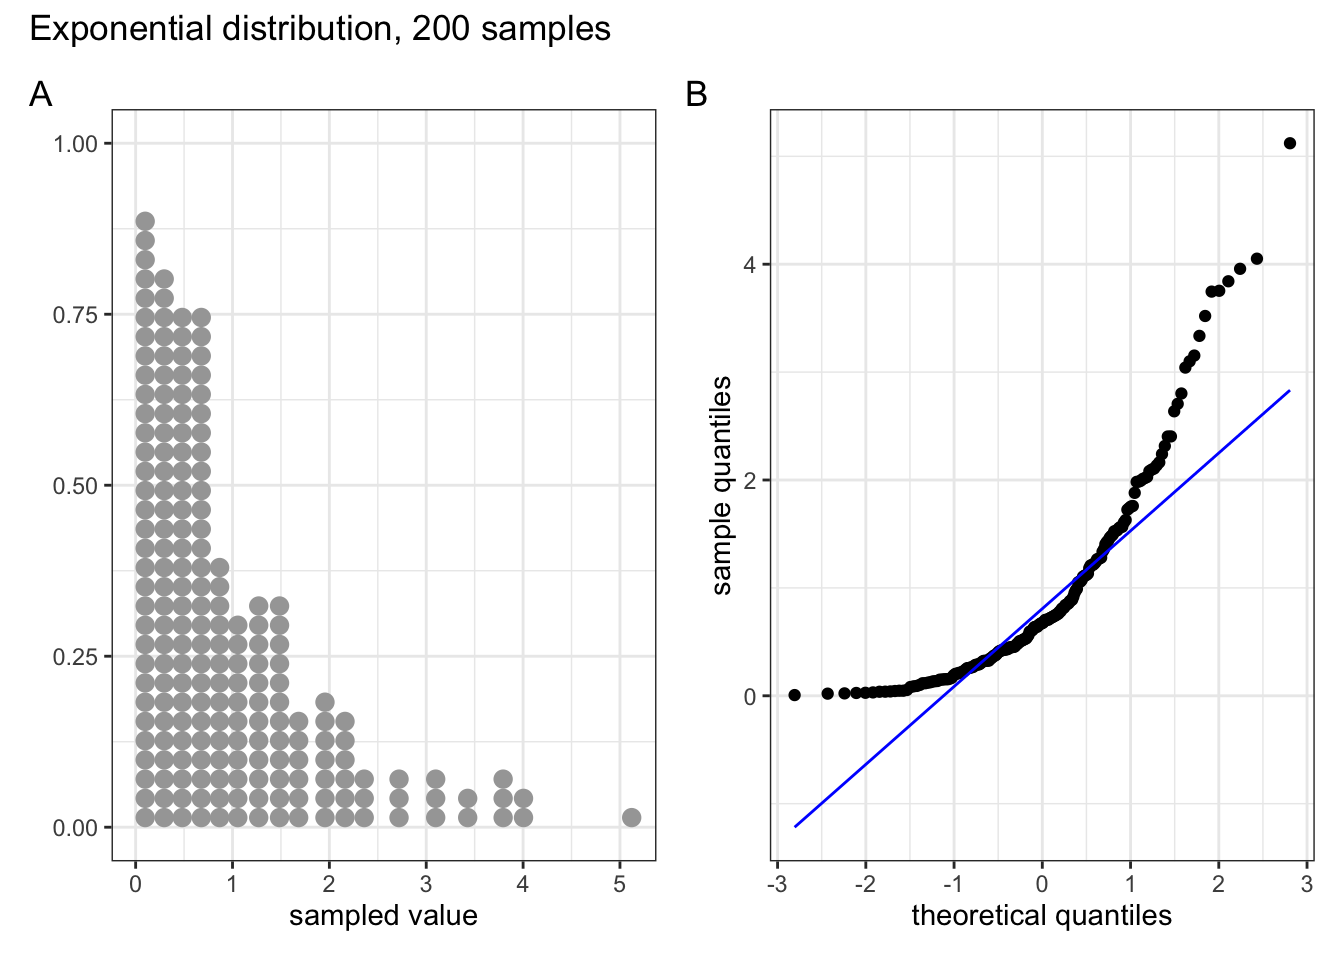 Exponential distribution, 200 samples
A
1.00
0.75
0.50
0.25
0.00
0 1 2 3 4 5
sampled value
B
sample quantiles
4
2
0
-3 -2 -1 0 1 2 3
theoretical quantiles